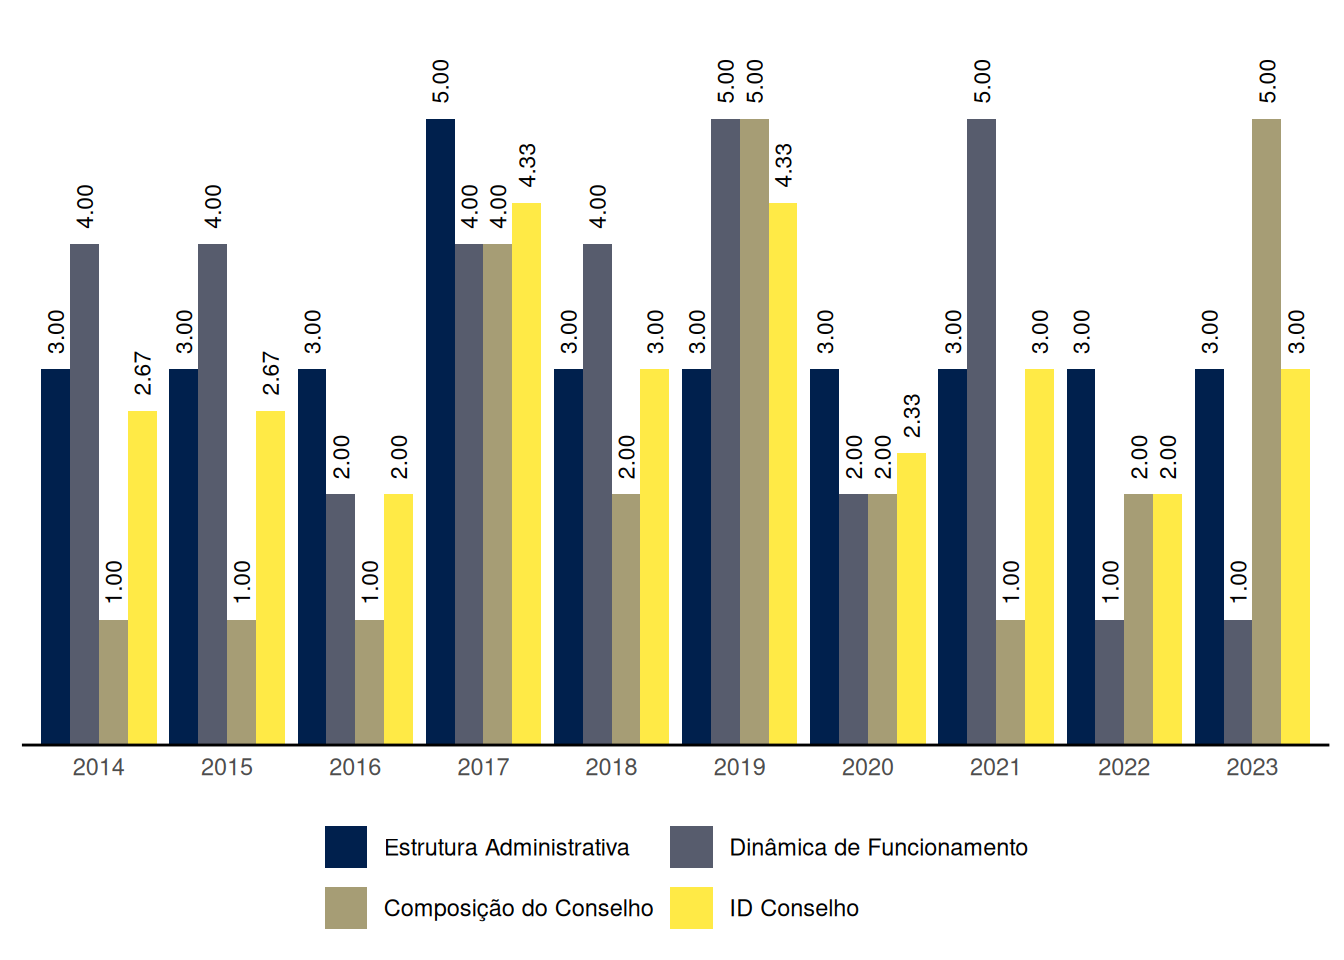 3.00 4.00 1.00 2.67
3.00 4.00 1.00 2.67
3.00 2.00 1.00 2.00
5.00 4.00 4.00 4.33
3.00 4.00 2.00 3.00
3.00 5.00 5.00 4.33
3.00 2.00 2.00 2.33
3.00 5.00 1.00 3.00
3.00 1.00 2.00 2.00
3.00 1.00 5.00 3.00
2014 2015 2016 2017 2018 2019 2020 2021 2022 2023
Estrutura Administrativa Dinâmica de Funcionamento
Composição do Conselho ID Conselho